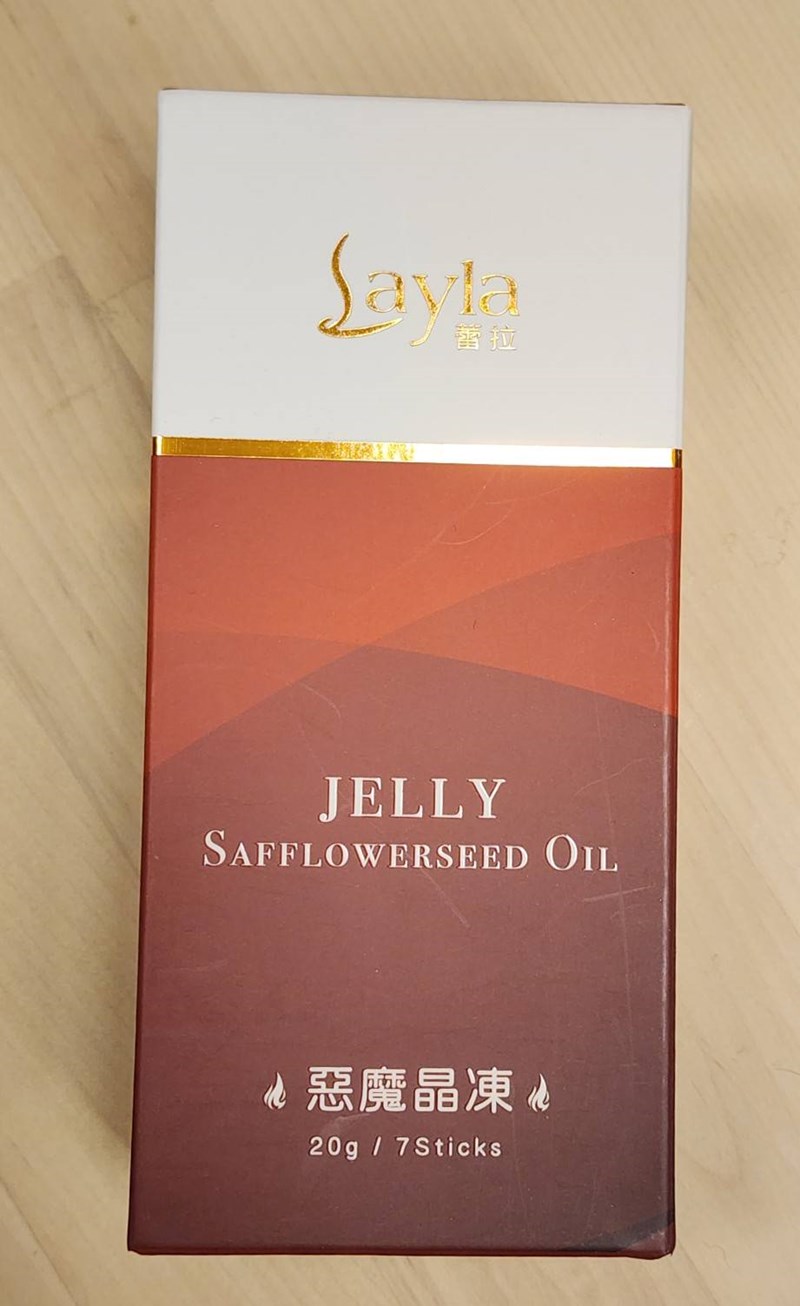 Layla
蕾拉
JELLY
SAFFLOWERSEED OIL
惡魔晶凍
20g / 7Sticks